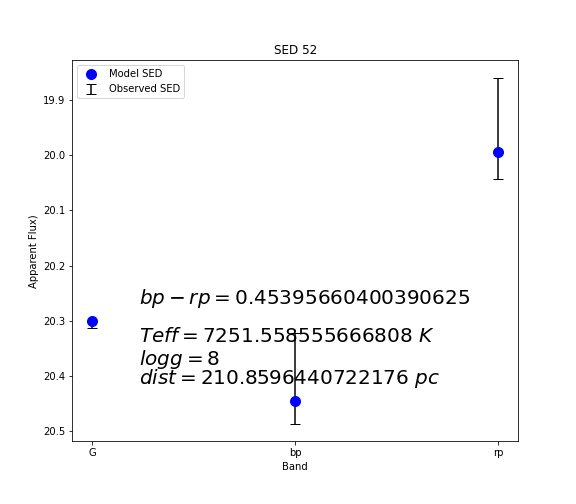 SED 52
Model SED
Observed SED
19.9
20.0
20.1
20.2
20.3
20.4
20.5
Apparent Flux)
bp − rp = 0.45395660400390625
Teff = 7251.558555666808 K
logg = 8
dist = 210.8596440722176 pc
G
bp
rp
Band